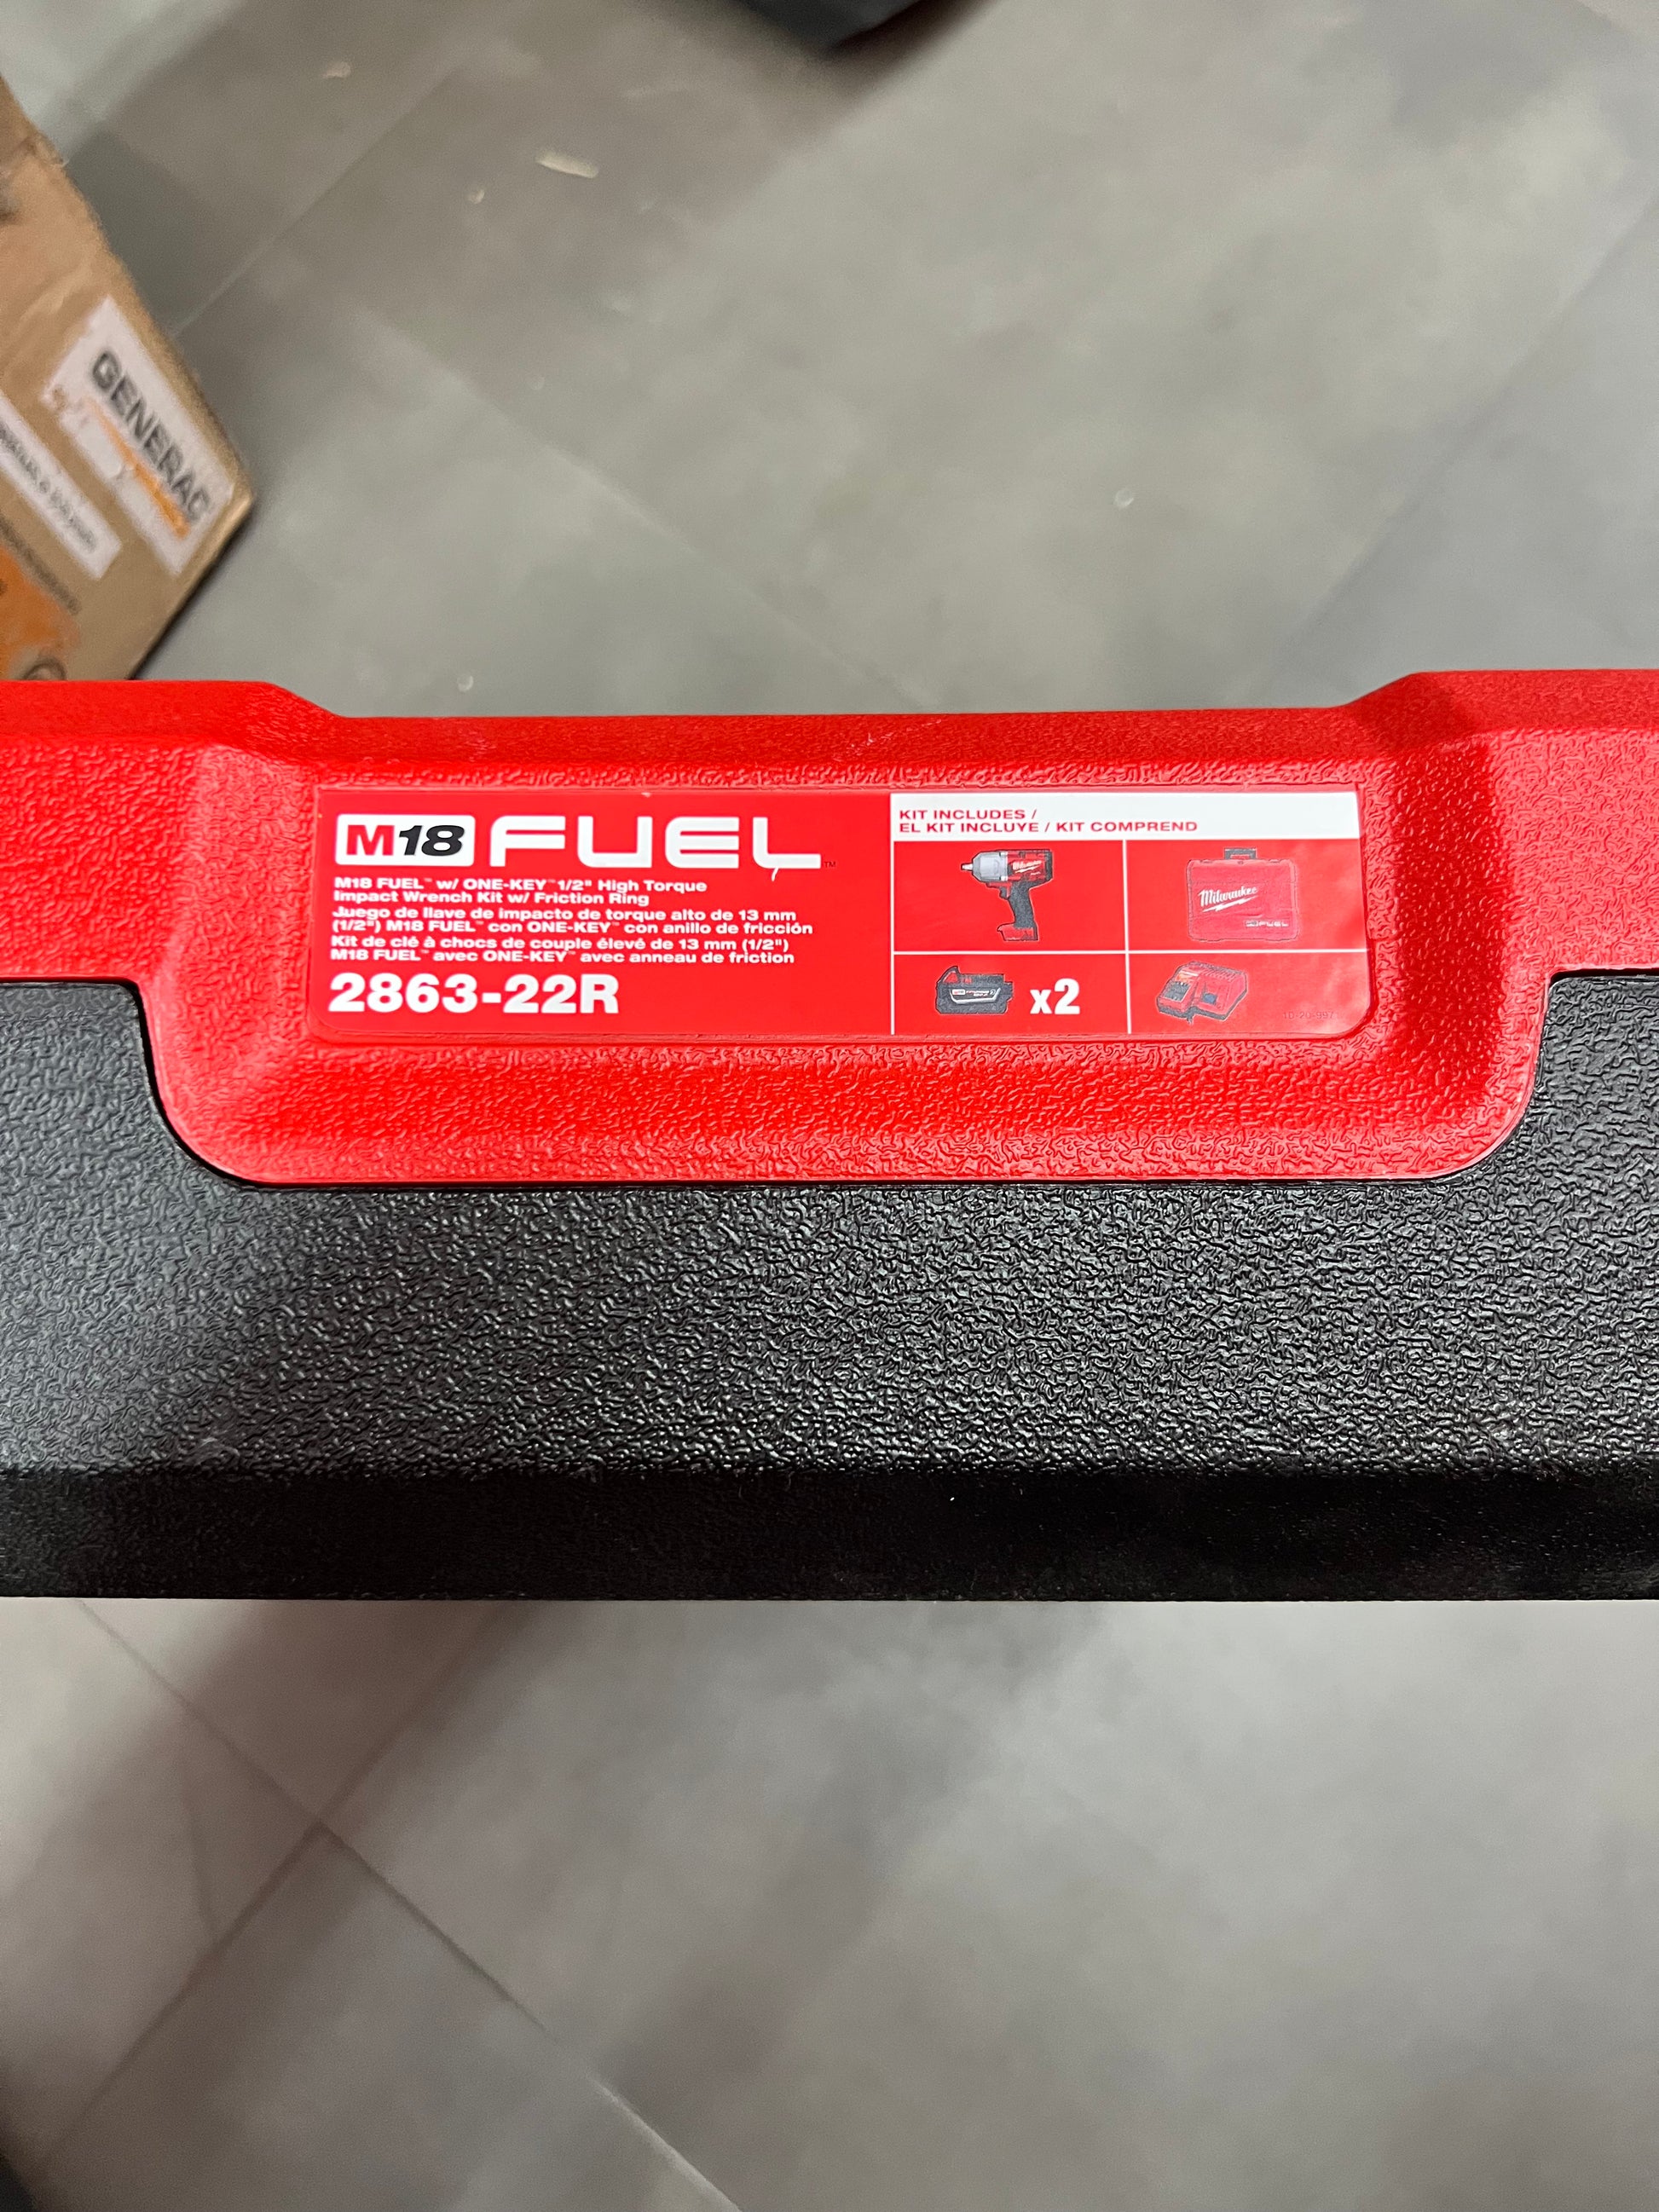 GENERAC
M18 FUEL™
M18 FUEL™ w/ ONE-KEY™ 1/2" High Torque
Impact Wrench Kit w/ Friction Ring
Juego de llave de impacto de torque alto de 13 mm
(1/2") M18 FUEL™ con ONE-KEY™ con anillo de fricción
Kit de clé à chocs de couple élevé de 13 mm (1/2")
M18 FUEL™ avec ONE-KEY™ avec anneau de friction
2863-22R
KIT INCLUDES /
EL KIT INCLUYE / KIT COMPREND
Milwaukee
FUEL
x2